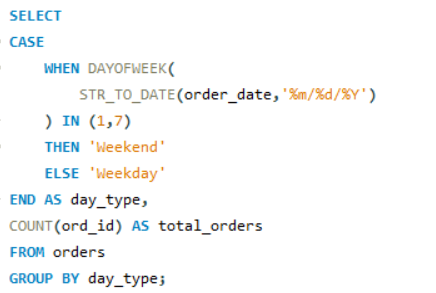 SELECT
CASE
    WHEN DAYOFWEEK(
        STR_TO_DATE(order_date,'%m/%d/%Y')
    ) IN (1,7)
    THEN 'Weekend'
    ELSE 'Weekday'
END AS day_type,
COUNT(ord_id) AS total_orders
FROM orders
GROUP BY day_type;